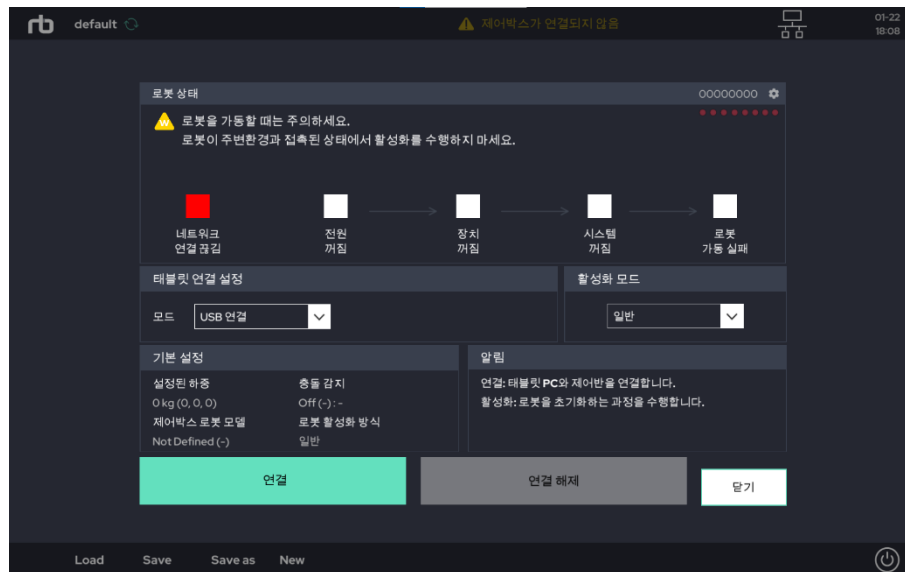 rb default 제어박스가 연결되지 않음 01-22
18:08
로봇 상태 00000000
W 로봇을 가동할 때는 주의하세요.
로봇이 주변환경과 접촉된 상태에서 활성화를 수행하지 마세요.
네트워크 전원 장치 시스템 로봇
연결 끊김 꺼짐 꺼짐 꺼짐 가동 실패
태블릿 연결 설정 활성화 모드
모드 USB 연결 일반
기본 설정
설정된 하중 충돌 감지
0 kg (0, 0, 0) Off (-) : -
제어박스 로봇 모델 로봇 활성화 방식
Not Defined (-) 일반
알림
연결: 태블릿 PC와 제어반을 연결합니다.
활성화: 로봇을 초기화하는 과정을 수행합니다.
연결 연결 해제 닫기
Load Save Save as New